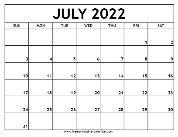 JULY 2022
SUN MON TUE WED THU FRI SAT
1 2
3 4 5 6 7 8 9
10 11 12 13 14 15 16
17 18 19 20 21 22 23
24 25 26 27 28 29 30
31